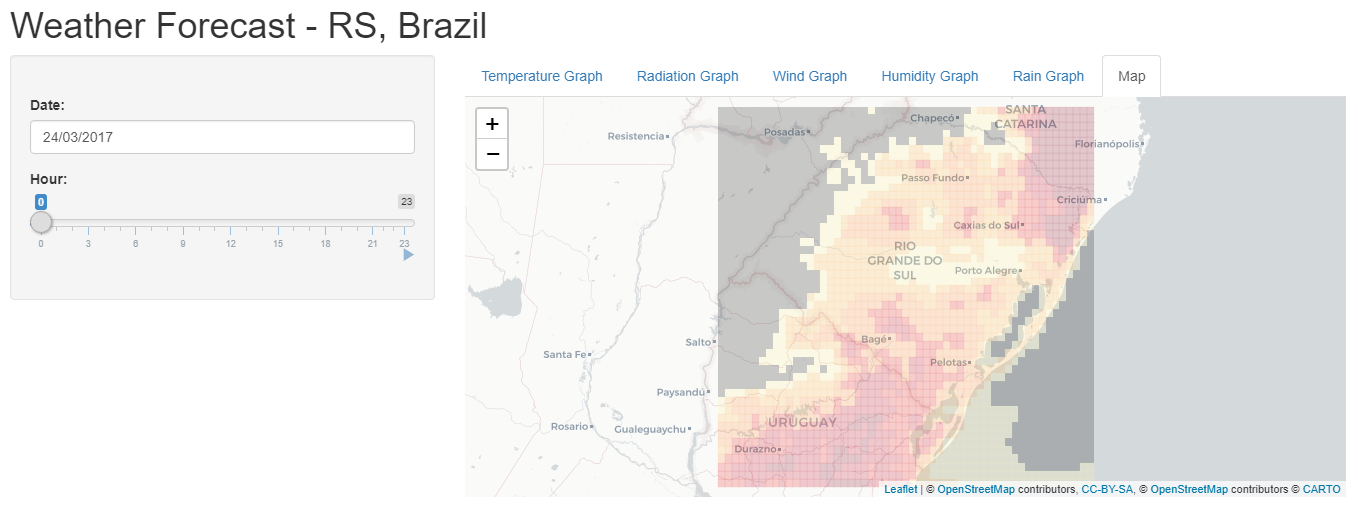 Weather Forecast - RS, Brazil
Date:
24/03/2017
Hour:
0
23
0 3 6 9 12 15 18 21 23
Temperature Graph
Radiation Graph
Wind Graph
Humidity Graph
Rain Graph
Map
+
−
SANTA
CATARINA
Chapecó
Posadas
Resistencia
Florianópolis
Passo Fundo
Criciúma
Caxias do Sul
RIO
GRANDE DO
SUL
Porto Alegre
Salto
Bagé
Santa Fe
Pelotas
Paysandú
URUGUAY
Rosario
Gualeguaychu
Durazno
Leaflet | © OpenStreetMap contributors, CC-BY-SA, © OpenStreetMap contributors © CARTO